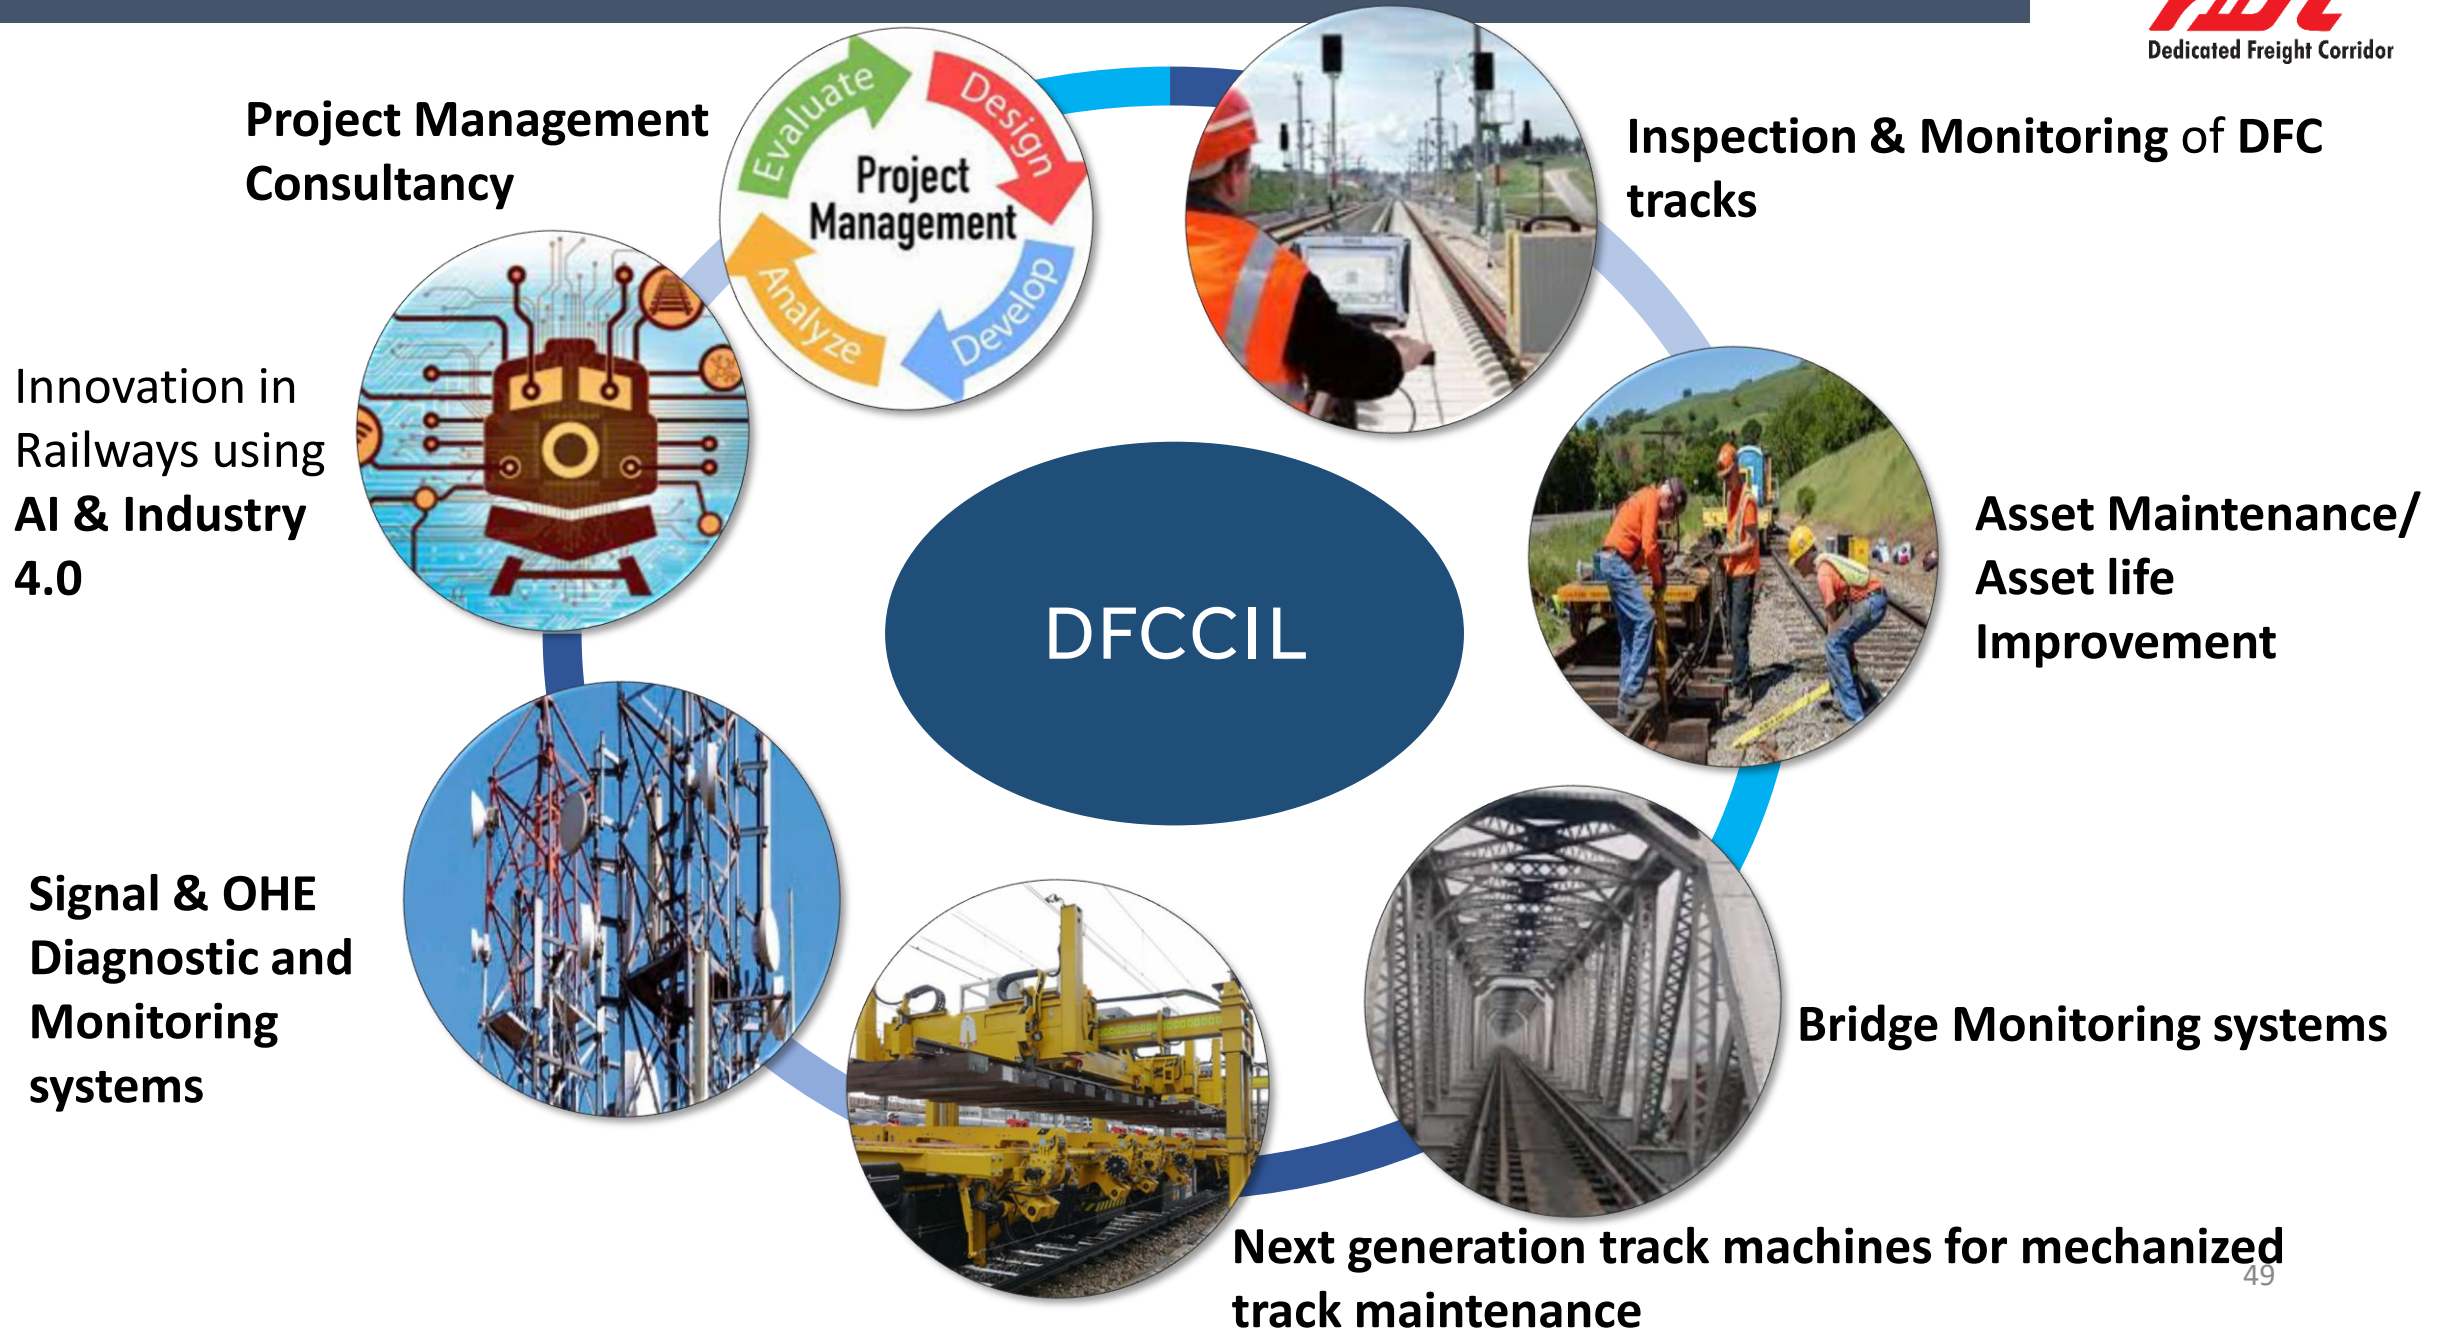 Dedicated Freight Corridor
Project Management
Consultancy
Evaluate
Design
Project
Management
Analyze
Develop
Inspection & Monitoring of DFC
tracks
Innovation in
Railways using
AI & Industry
4.0
DFCCIL
Asset Maintenance/
Asset life
Improvement
Signal & OHE
Diagnostic and
Monitoring
systems
Bridge Monitoring systems
Next generation track machines for mechanized
track maintenance
49